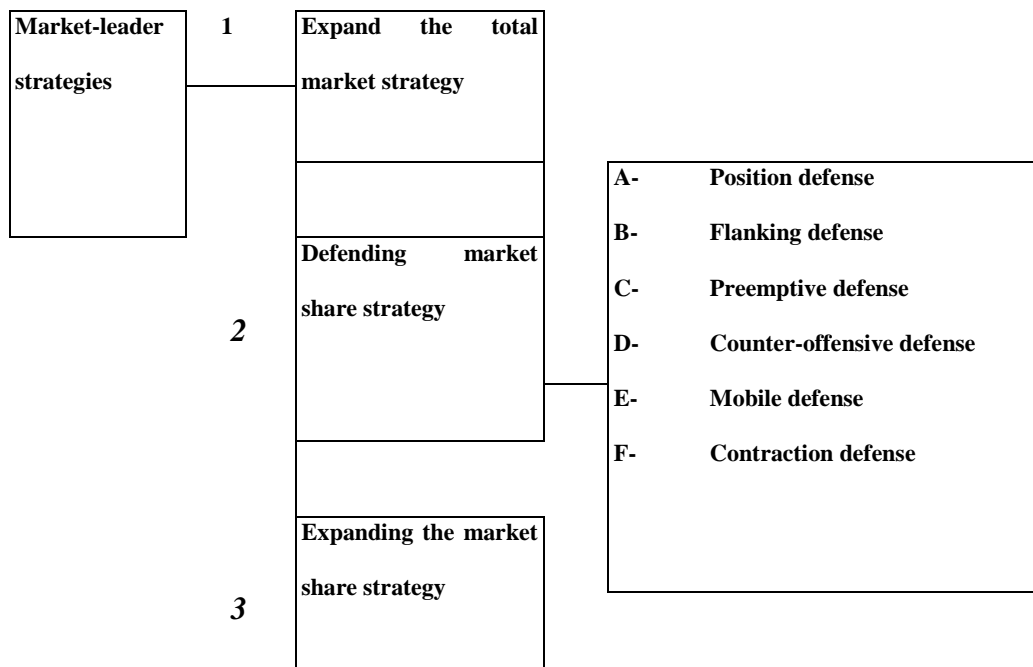 Market-leader
strategies
1
Expand the total
market strategy
2
Defending market
share strategy
A- Position defense
B- Flanking defense
C- Preemptive defense
D- Counter-offensive defense
E- Mobile defense
F- Contraction defense
3
Expanding the market
share strategy